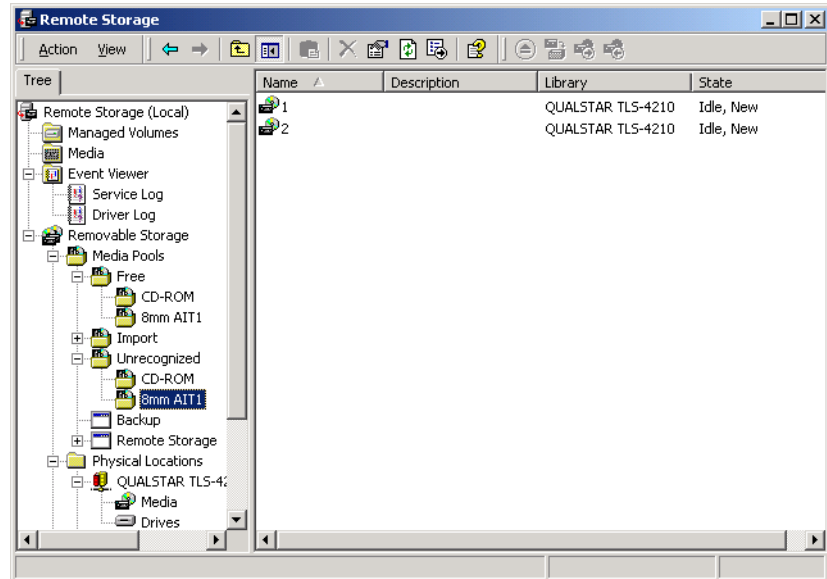 Remote Storage
Action View
Tree
Name Description Library State
Remote Storage (Local)
Managed Volumes
Media
Event Viewer
Service Log
Driver Log
Removable Storage
Media Pools
Free
CD-ROM
8mm AIT1
Import
Unrecognized
CD-ROM
8mm AIT1
Backup
Remote Storage
Physical Locations
QUALSTAR TLS-42
Media
Drives
1 QUALSTAR TLS-4210 Idle, New
2 QUALSTAR TLS-4210 Idle, New